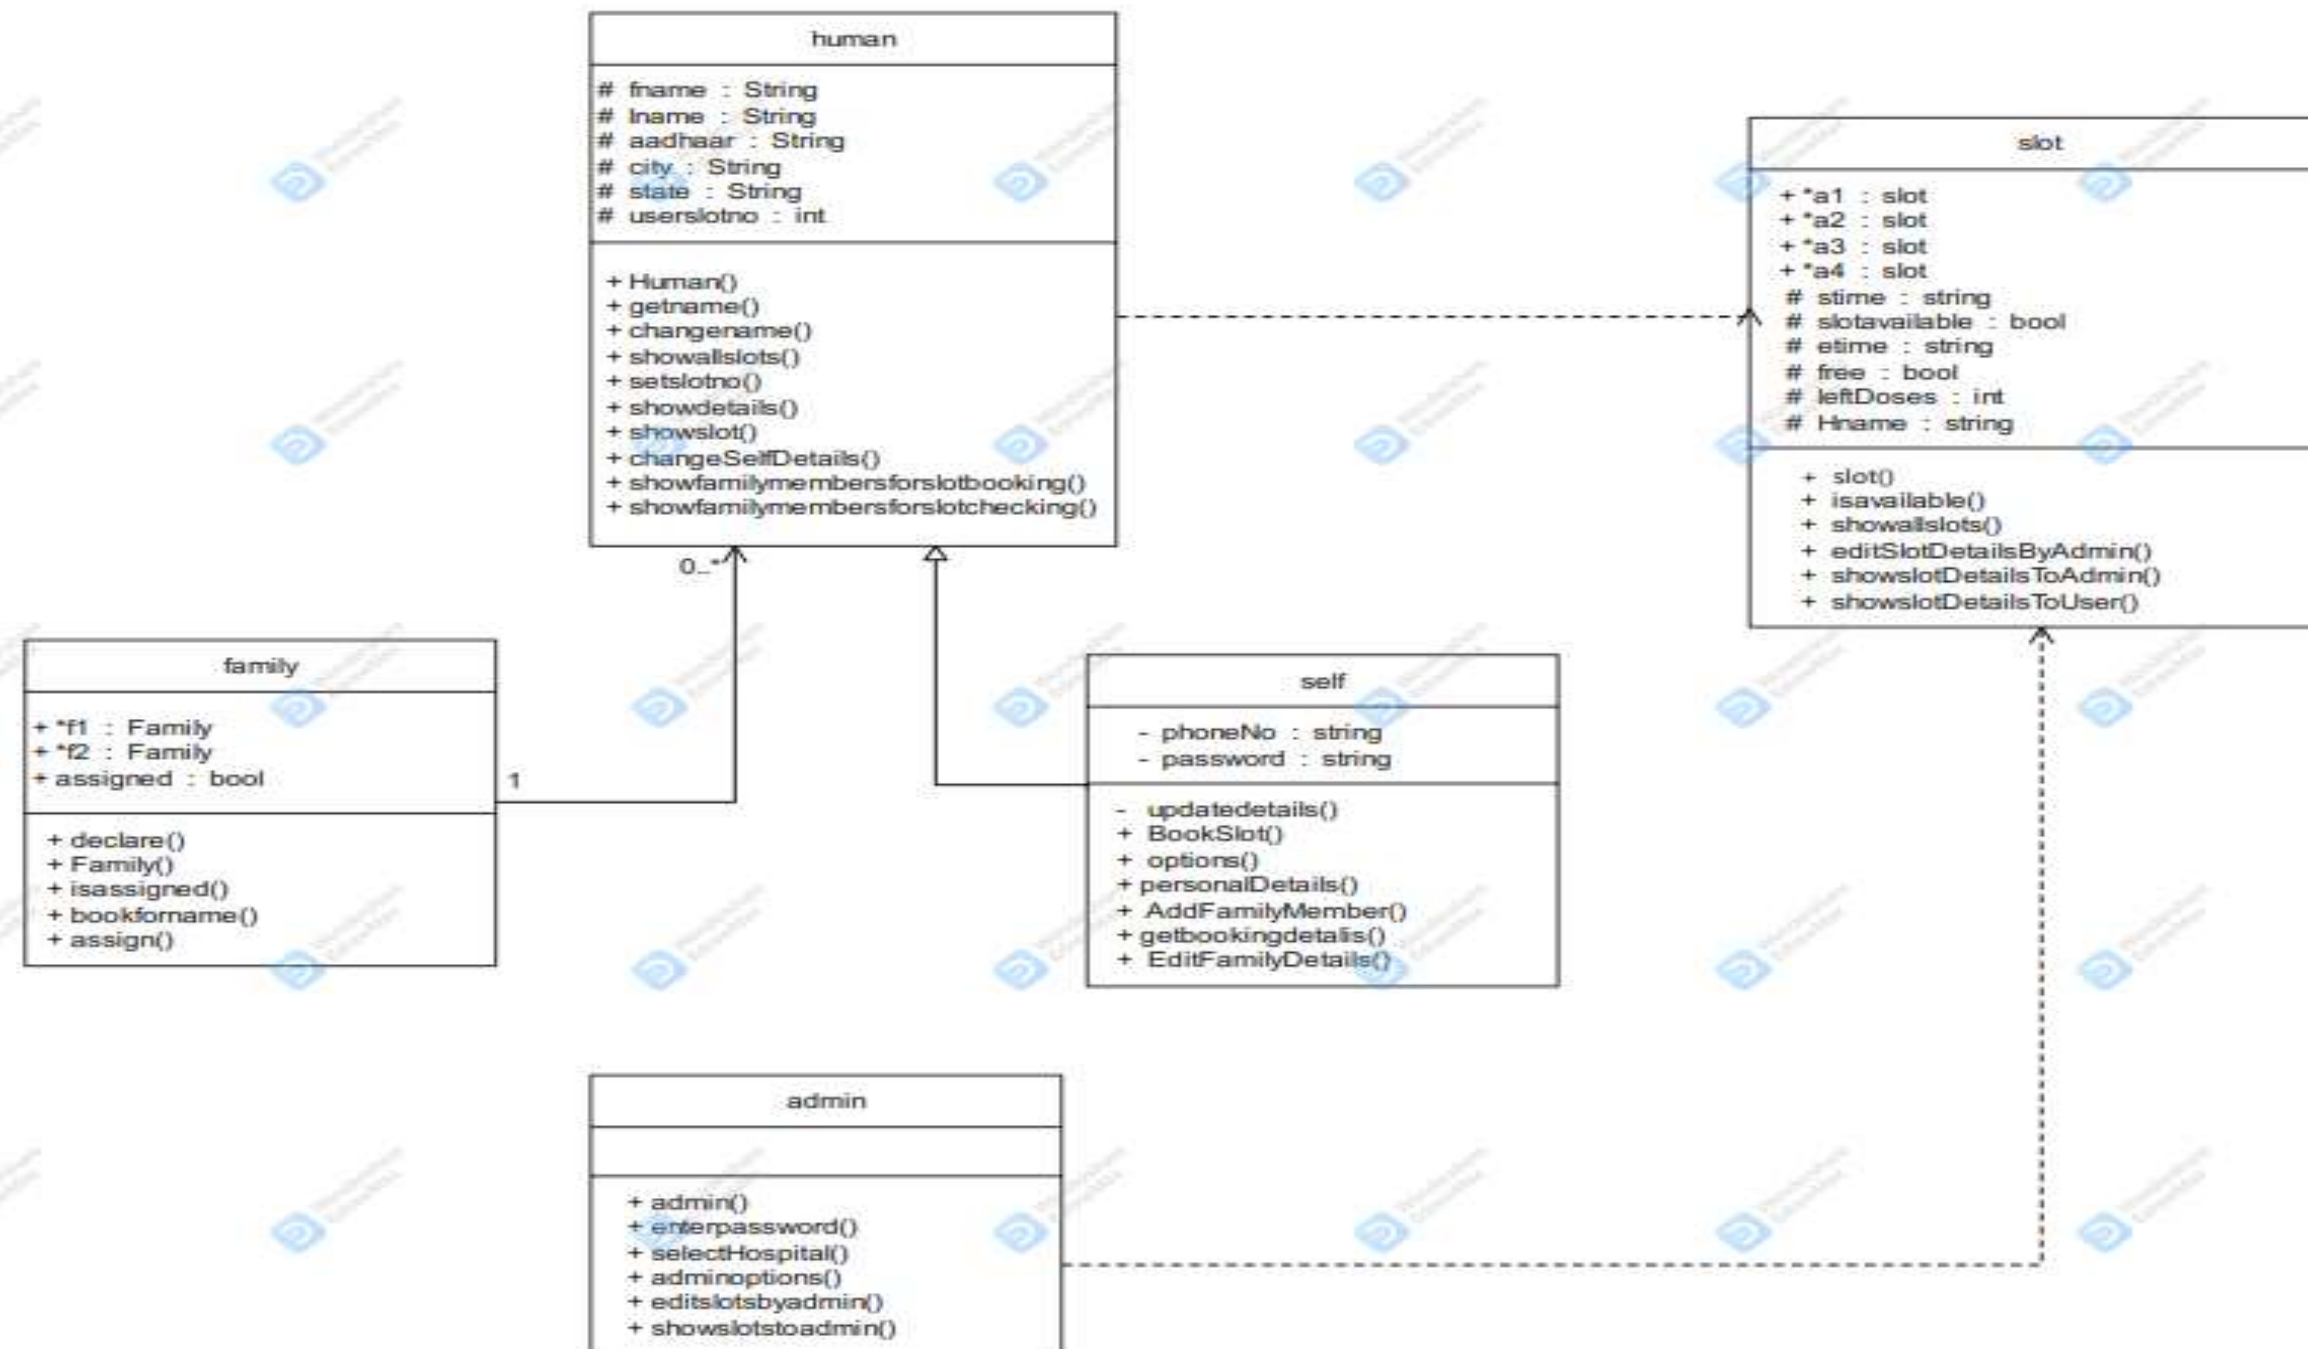 human
# fname : String
# lname : String
# aadhaar : String
# city : String
# state : String
# userslotno : int
+ Human()
+ getname()
+ changename()
+ showallslots()
+ setslotno()
+ showdetails()
+ showslot()
+ changeSelfDetails()
+ showfamilymembersforslotbooking()
+ showfamilymembersforslotchecking()
slot
+ *a1 : slot
+ *a2 : slot
+ *a3 : slot
+ *a4 : slot
# stime : string
# slotavailable : bool
# etime : string
# free : bool
# leftDoses : int
# Hname : string
+ slot()
+ isavailable()
+ showallslots()
+ editSlotDetailsByAdmin()
+ showslotDetailsToAdmin()
+ showslotDetailsToUser()
0..*
family
+ *f1 : Family
+ *f2 : Family
+ assigned : bool
1
+ declare()
+ Family()
+ isassigned()
+ bookforname()
+ assign()
self
- phoneNo : string
- password : string
- updatedetails()
+ BookSlot()
+ options()
+ personalDetails()
+ AddFamilyMember()
+ getbookingdetalis()
+ EditFamilyDetails()
admin
+ admin()
+ enterpassword()
+ selectHospital()
+ adminoptions()
+ editslotsbyadmin()
+ showslotstoadmin()